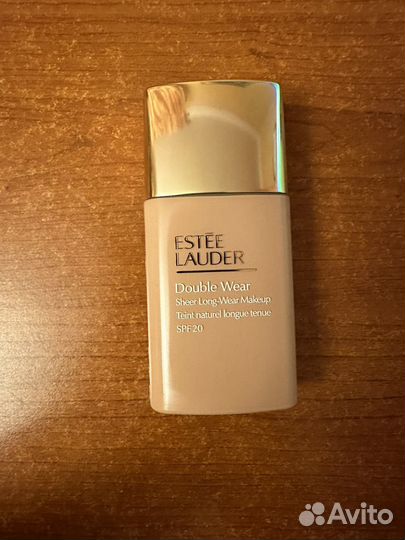 ESTĒE
LAUDER
Double Wear
Sheer Long-Wear Makeup
Teint naturel longue tenue
SPF 20
Avito